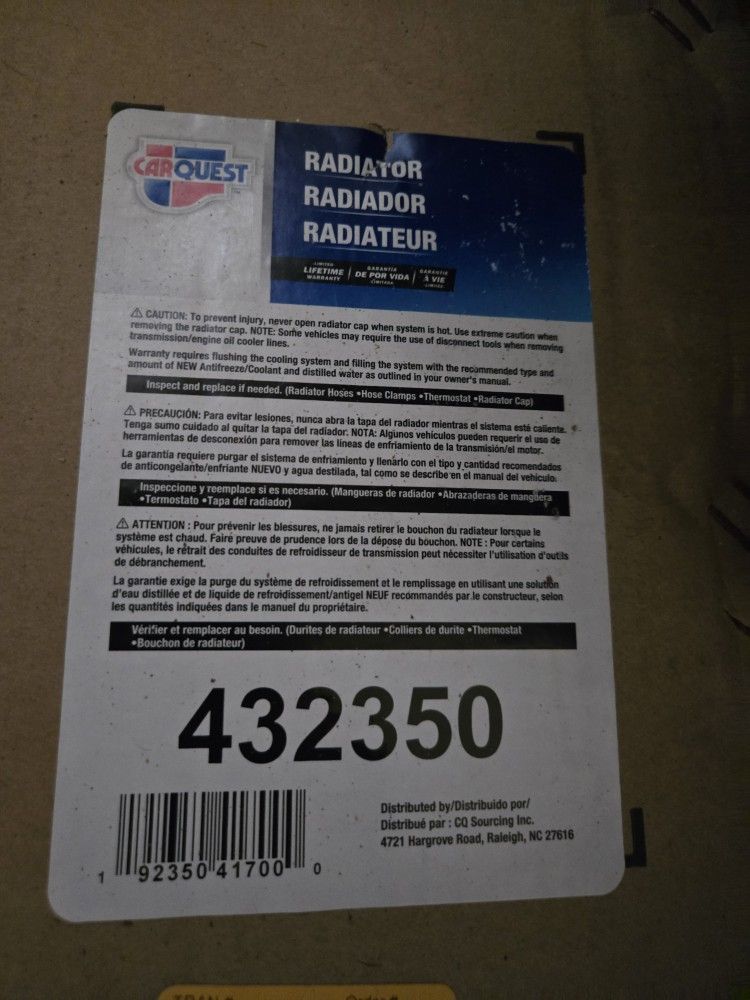 CARQUEST
RADIATOR
RADIADOR
RADIATEUR
LIMITED
LIFETIME
WARRANTY
GARANTÍA
DE POR VIDA
LIMITADA
GARANTIE
À VIE
LIMITÉE
⚠ CAUTION: To prevent injury, never open radiator cap when system is hot. Use extreme caution when
removing the radiator cap. NOTE: Some vehicles may require the use of disconnect tools when removing
transmission/engine oil cooler lines.
Warranty requires flushing the cooling system and filling the system with the recommended type and
amount of NEW Antifreeze/Coolant and distilled water as outlined in your owner's manual.
Inspect and replace if needed. (Radiator Hoses •Hose Clamps •Thermostat •Radiator Cap)
⚠ PRECAUCIÓN: Para evitar lesiones, nunca abra la tapa del radiador mientras el sistema esté caliente.
Tenga sumo cuidado al quitar la tapa del radiador. NOTA: Algunos vehículos pueden requerir el uso de
herramientas de desconexión para remover las líneas de enfriamiento de la transmisión/el motor.
La garantía requiere purgar el sistema de enfriamiento y llenarlo con el tipo y cantidad recomendados
de anticongelante/enfriante NUEVO y agua destilada, tal como se describe en el manual del vehículo.
Inspeccione y reemplace si es necesario. (Mangueras de radiador •Abrazaderas de manguera
•Termostato •Tapa del radiador)
⚠ ATTENTION : Pour prévenir les blessures, ne jamais retirer le bouchon du radiateur lorsque le
système est chaud. Faire preuve de prudence lors de la dépose du bouchon. NOTE : Pour certains
véhicules, le retrait des conduites de refroidisseur de transmission peut nécessiter l'utilisation d'outils
de débranchement.
La garantie exige la purge du système de refroidissement et le remplissage en utilisant une solution
d'eau distillée et de liquide de refroidissement/antigel NEUF recommandés par le constructeur, selon
les quantités indiquées dans le manuel du propriétaire.
Vérifier et remplacer au besoin. (Durites de radiateur •Colliers de durite •Thermostat
•Bouchon de radiateur)
432350
1 92350 41700 0
Distributed by/Distribuido por/
Distribué par : CQ Sourcing Inc.
4721 Hargrove Road, Raleigh, NC 27616